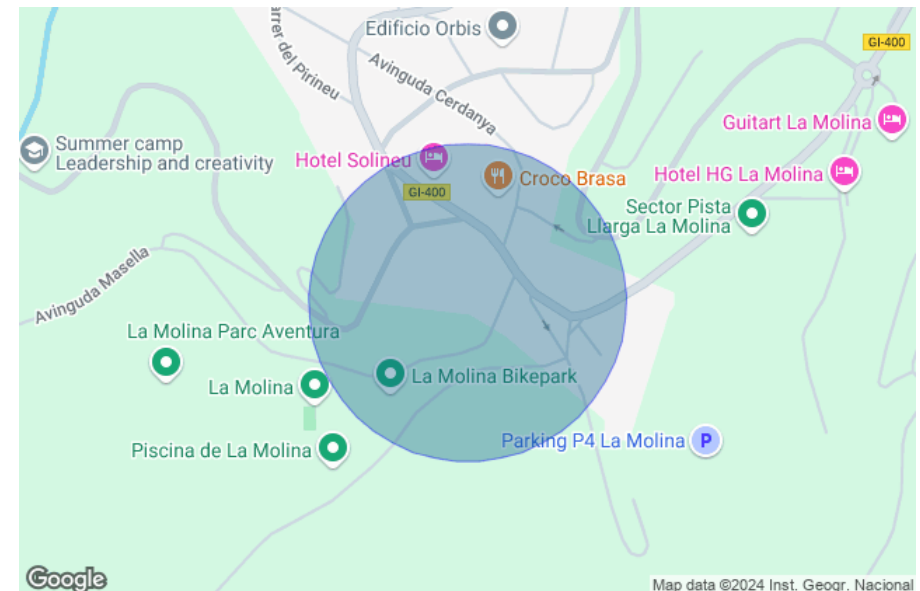 Edificio Orbis
arrer del Pirineu
Avinguda Cerdanya
GI-400
Guitart La Molina
Summer camp
Leadership and creativity
Hotel Solineu
GI-400
Croco Brasa
Hotel HG La Molina
Sector Pista
Llarga La Molina
Avinguda Masella
La Molina Parc Aventura
La Molina
La Molina Bikepark
Piscina de La Molina
Parking P4 La Molina
P
Google
Map data ©2024 Inst. Geogr. Nacional